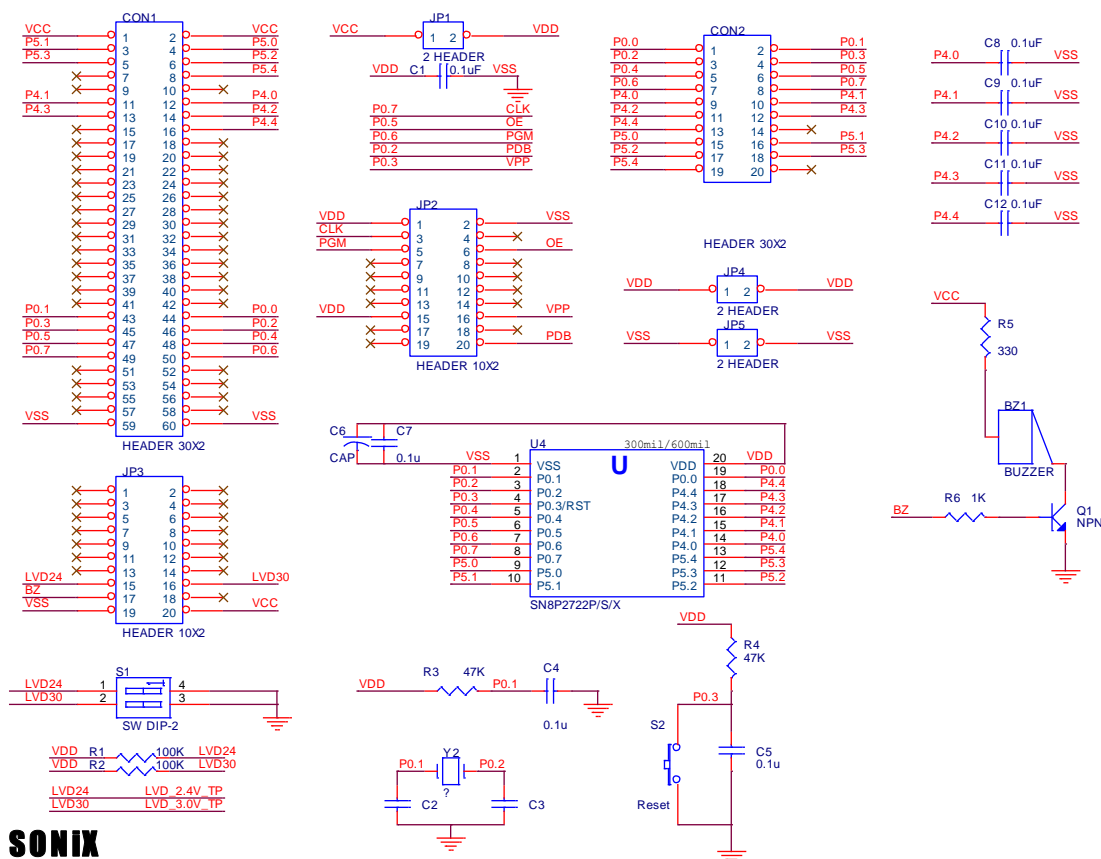 CON1
VCC 1 2 VCC
P5.1 3 4 P5.0
P5.3 5 6 P5.2
7 8 P5.4
9 10
P4.1 11 12 P4.0
P4.3 13 14 P4.2
15 16 P4.4
17 18
19 20
21 22
23 24
25 26
27 28
29 30
31 32
33 34
35 36
37 38
39 40
41 42
P0.1 43 44 P0.0
P0.3 45 46 P0.2
P0.5 47 48 P0.4
P0.7 49 50 P0.6
51 52
53 54
55 56
57 58
VSS 59 60 VSS
HEADER 30X2
JP1
VCC 1 2 VDD
2 HEADER
VDD C1 0.1uF VSS
P0.7 CLK
P0.5 OE
P0.6 PGM
P0.2 PDB
P0.3 VPP
JP2
VDD 1 2 VSS
CLK 3 4
PGM 5 6 OE
7 8
9 10
11 12
13 14
VDD 15 16 VPP
17 18
19 20 PDB
HEADER 10X2
CON2
P0.0 1 2 P0.1
P0.2 3 4 P0.3
P0.4 5 6 P0.5
P0.6 7 8 P0.7
P4.0 9 10 P4.1
P4.2 11 12 P4.3
P4.4 13 14
P5.0 15 16 P5.1
P5.2 17 18 P5.3
P5.4 19 20
HEADER 30X2
JP4
VDD 1 2 VDD
2 HEADER
JP5
VSS 1 2 VSS
2 HEADER
C8 0.1uF
P4.0 VSS
C9 0.1uF
P4.1 VSS
C10 0.1uF
P4.2 VSS
C11 0.1uF
P4.3 VSS
C12 0.1uF
P4.4 VSS
VCC
R5
330
BZ1
BUZZER
BZ R6 1K
Q1
NPN
JP3
1 2
3 4
5 6
7 8
9 10
11 12
13 14
LVD24 15 16 LVD30
BZ 17 18
VSS 19 20 VCC
HEADER 10X2
C6 C7
CAP 0.1u
U4 300mil/600mil
U
VSS 1 VSS VDD 20 VDD
P0.1 2 P0.1 P0.0 19 P0.0
P0.2 3 P0.2 P4.4 18 P4.4
P0.3 4 P0.3/RST P4.3 17 P4.3
P0.4 5 P0.4 P4.2 16 P4.2
P0.5 6 P0.5 P4.1 15 P4.1
P0.6 7 P0.6 P4.0 14 P4.0
P0.7 8 P0.7 P5.4 13 P5.4
P5.0 9 P5.0 P5.3 12 P5.3
P5.1 10 P5.1 P5.2 11 P5.2
SN8P2722P/S/X
S1
LVD24 1 4
LVD30 2 3
SW DIP-2
VDD R1 100K LVD24
VDD R2 100K LVD30
LVD24 LVD_2.4V_TP
LVD30 LVD_3.0V_TP
VDD R3 47K P0.1 C4
0.1u
P0.1 Y2 P0.2
?
C2 C3
VDD
R4
47K
P0.3
S2
C5
0.1u
Reset
SONiX